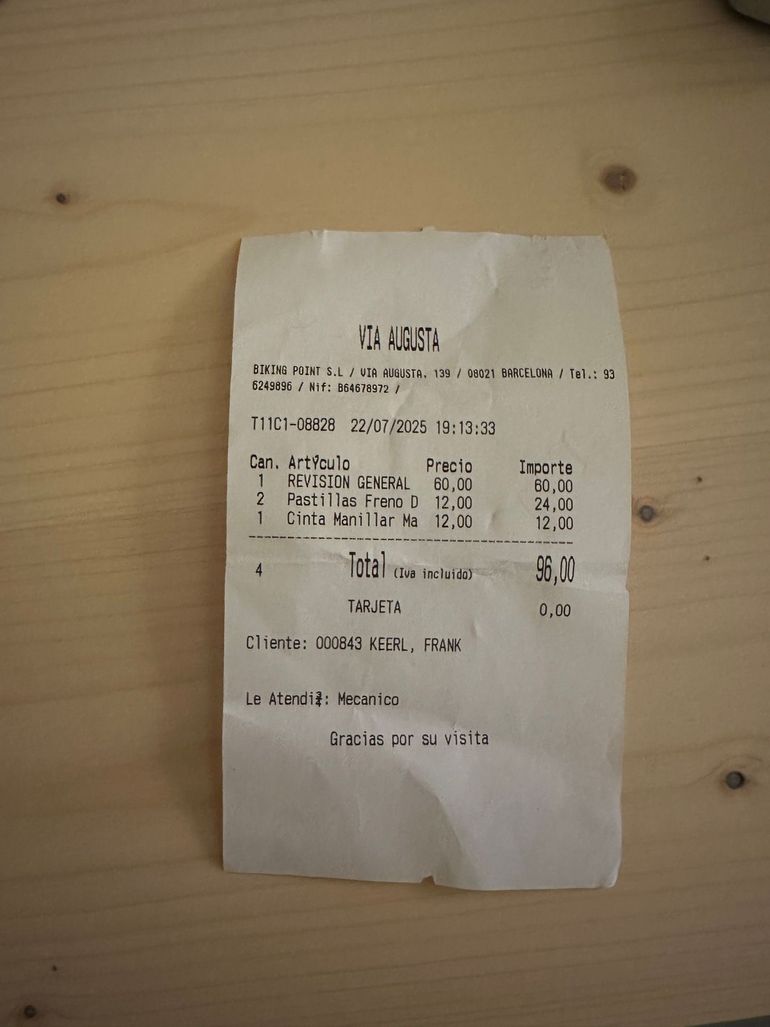 VIA AUGUSTA
BIKING POINT S.L / VIA AUGUSTA. 139 / 08021 BARCELONA / Tel.: 93
6249896 / Nif: B64678972 /
T11C1-08828 22/07/2025 19:13:33
Can. ArtÝculo Precio Importe
1 REVISION GENERAL 60,00 60,00
2 Pastillas Freno D 12,00 24,00
1 Cinta Manillar Ma 12,00 12,00
4 Total (Iva incluido) 96,00
TARJETA 0,00
Cliente: 000843 KEERL, FRANK
Le Atendi¾: Mecanico
Gracias por su visita